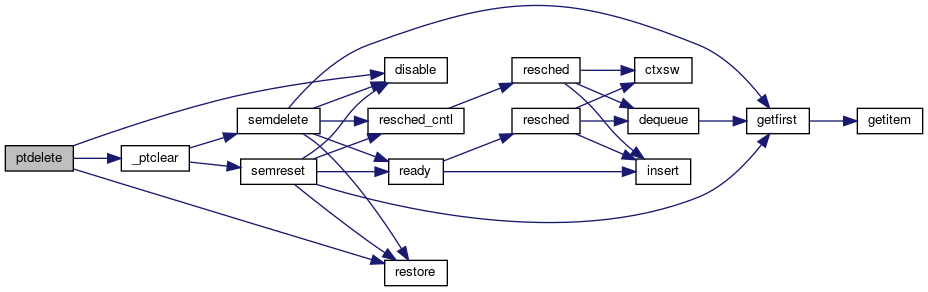 ptdelete
_ptclear
semdelete
semreset
disable
resched_cntl
ready
restore
resched
resched
ctxsw
dequeue
insert
getfirst
getitem